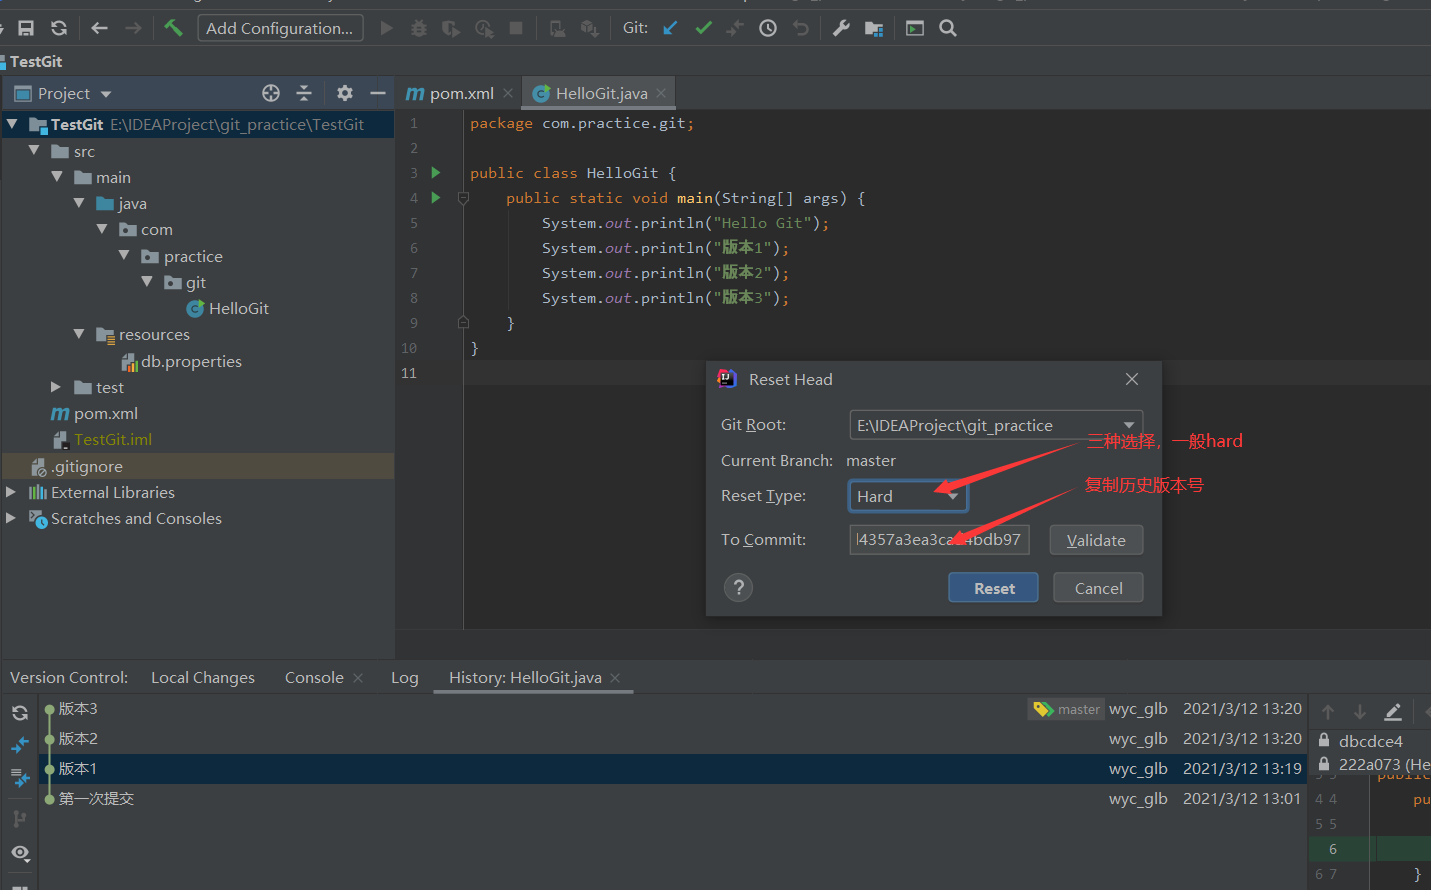 Add Configuration...
Git:
TestGit
Project
pom.xml
HelloGit.java
TestGit E:\IDEAProject\git_practice\TestGit
src
main
java
com
practice
git
HelloGit
resources
db.properties
test
pom.xml
TestGit.iml
.gitignore
External Libraries
Scratches and Consoles
1 package com.practice.git;
2
3 public class HelloGit {
4 public static void main(String[] args) {
5 System.out.println("Hello Git");
6 System.out.println("版本1");
7 System.out.println("版本2");
8 System.out.println("版本3");
9 }
10 }
11
Reset Head
Git Root: E:\IDEAProject\git_practice
三种选择，一般hard
Current Branch: master
Reset Type: Hard
复制历史版本号
To Commit: Validate
? Reset Cancel
Version Control: Local Changes Console Log History: HelloGit.java
版本3 master wyc_glb 2021/3/12 13:20
版本2 wyc_glb 2021/3/12 13:20
版本1 wyc_glb 2021/3/12 13:19
第一次提交 wyc_glb 2021/3/12 13:01
dbcdce4
222a073 (He
4 4 pu
5 5
6
6 7 }